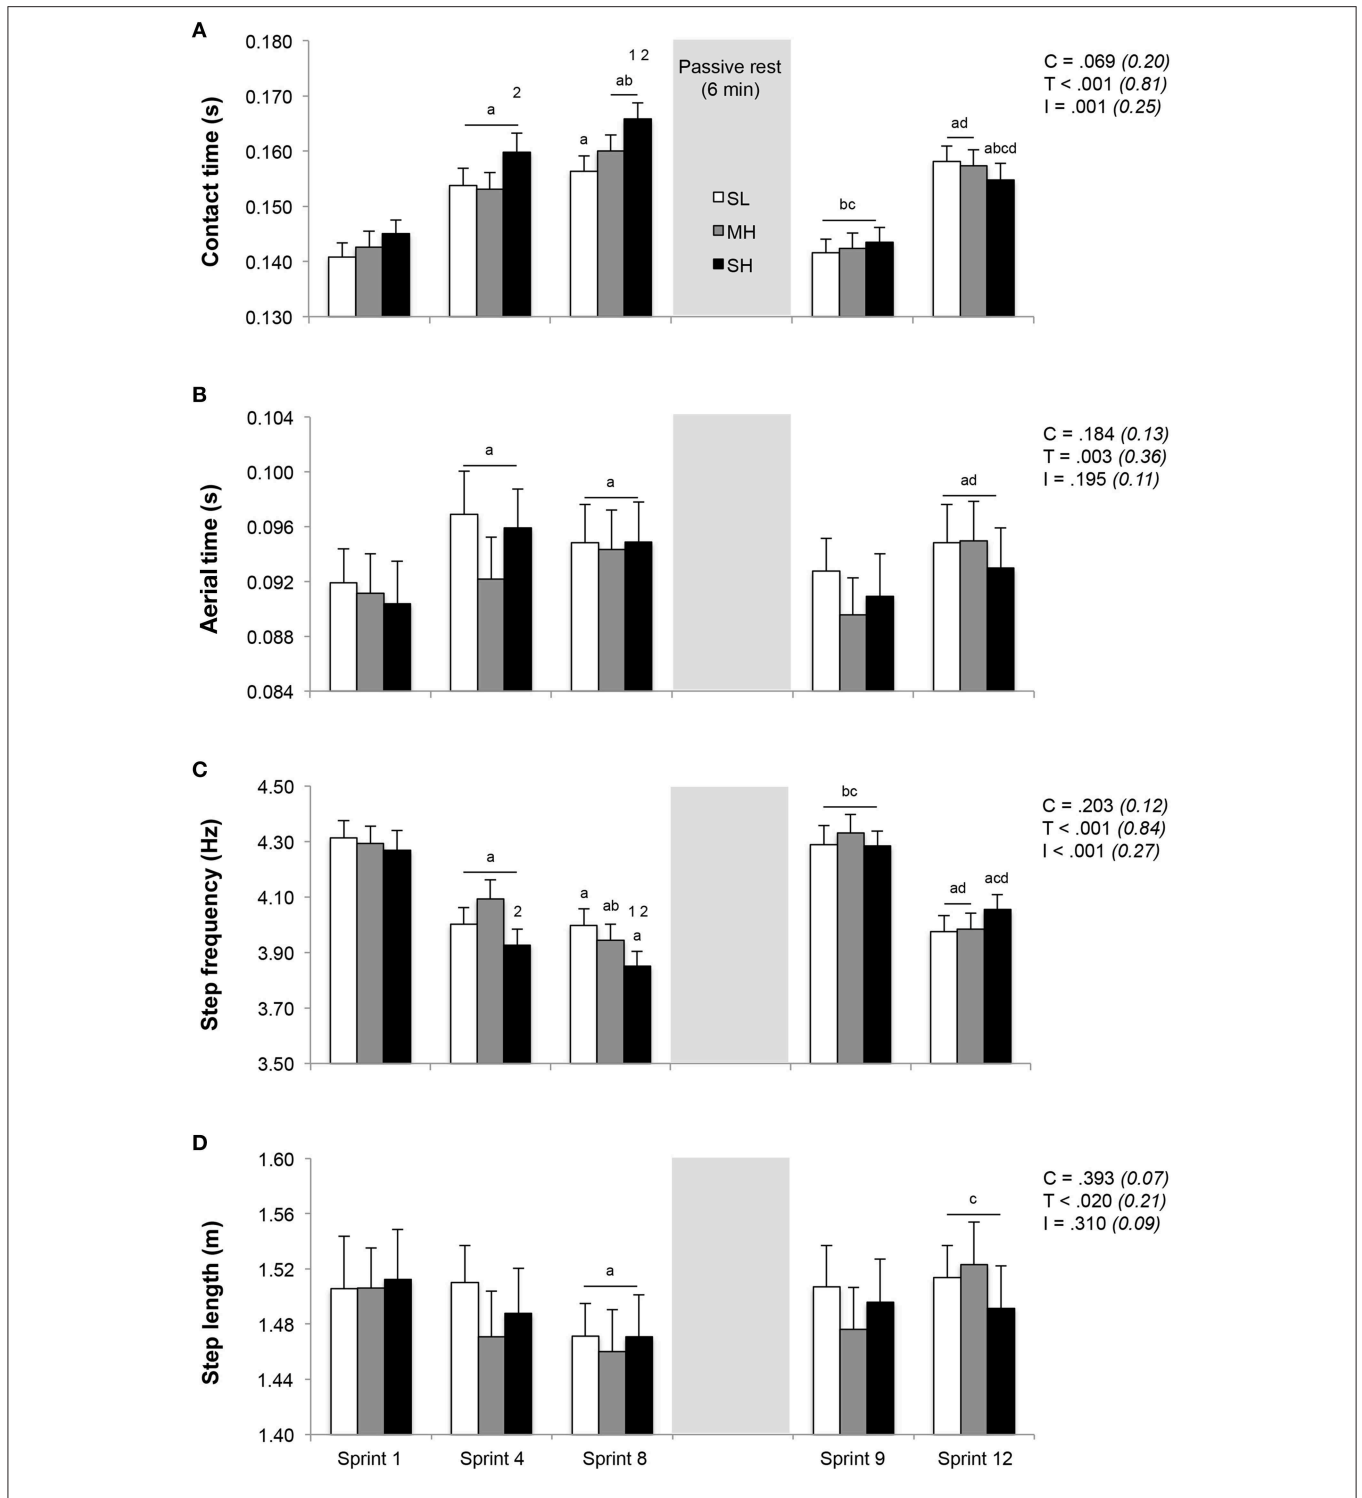 A
0.180
0.170
0.160
0.150
0.140
0.130
Contact time (s)
a
2
a
ab
1 2
Passive rest
(6 min)
SL
MH
SH
bc
ad
abcd
C = .069 (0.20)
T < .001 (0.81)
I = .001 (0.25)
B
0.104
0.100
0.096
0.092
0.088
0.084
Aerial time (s)
a
a
ad
C = .184 (0.13)
T = .003 (0.36)
I = .195 (0.11)
C
4.50
4.30
4.10
3.90
3.70
3.50
Step frequency (Hz)
a
2
a
ab
1 2
a
bc
ad
acd
C = .203 (0.12)
T < .001 (0.84)
I < .001 (0.27)
D
1.60
1.56
1.52
1.48
1.44
1.40
Step length (m)
a
c
C = .393 (0.07)
T < .020 (0.21)
I = .310 (0.09)
Sprint 1
Sprint 4
Sprint 8
Sprint 9
Sprint 12